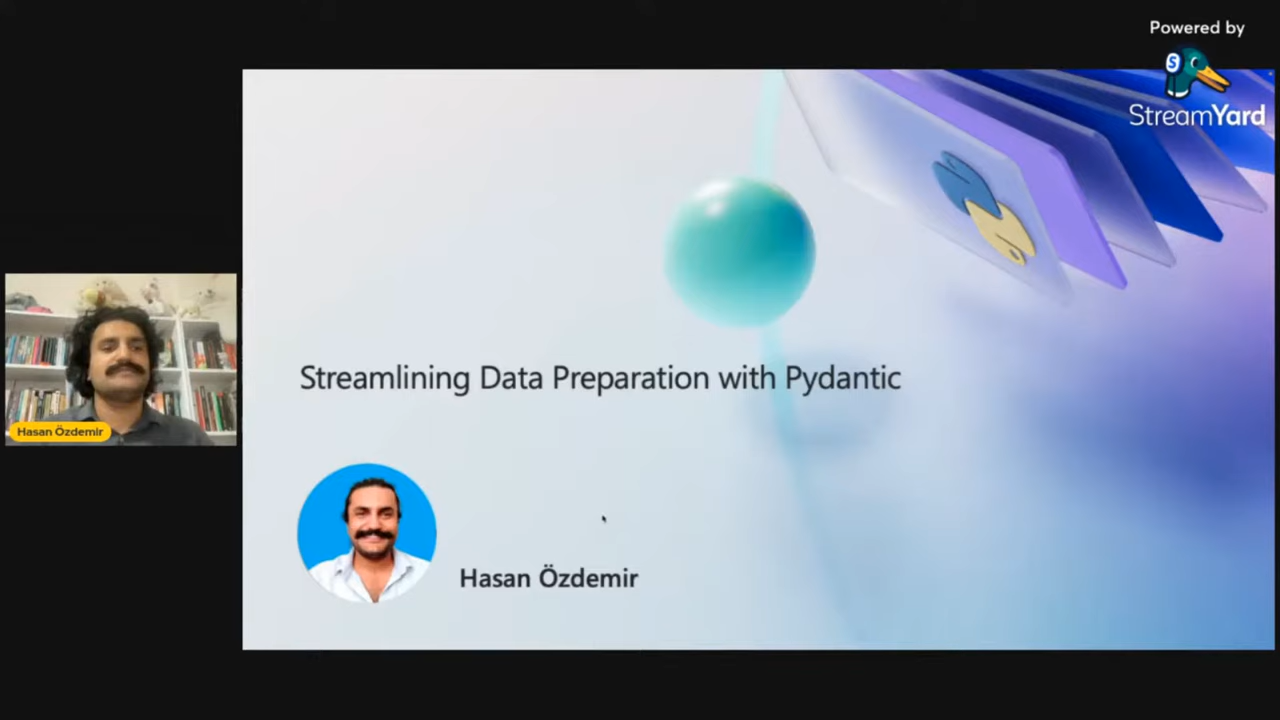 Powered by
StreamYard
Streamlining Data Preparation with Pydantic
Hasan Özdemir
Hasan Özdemir